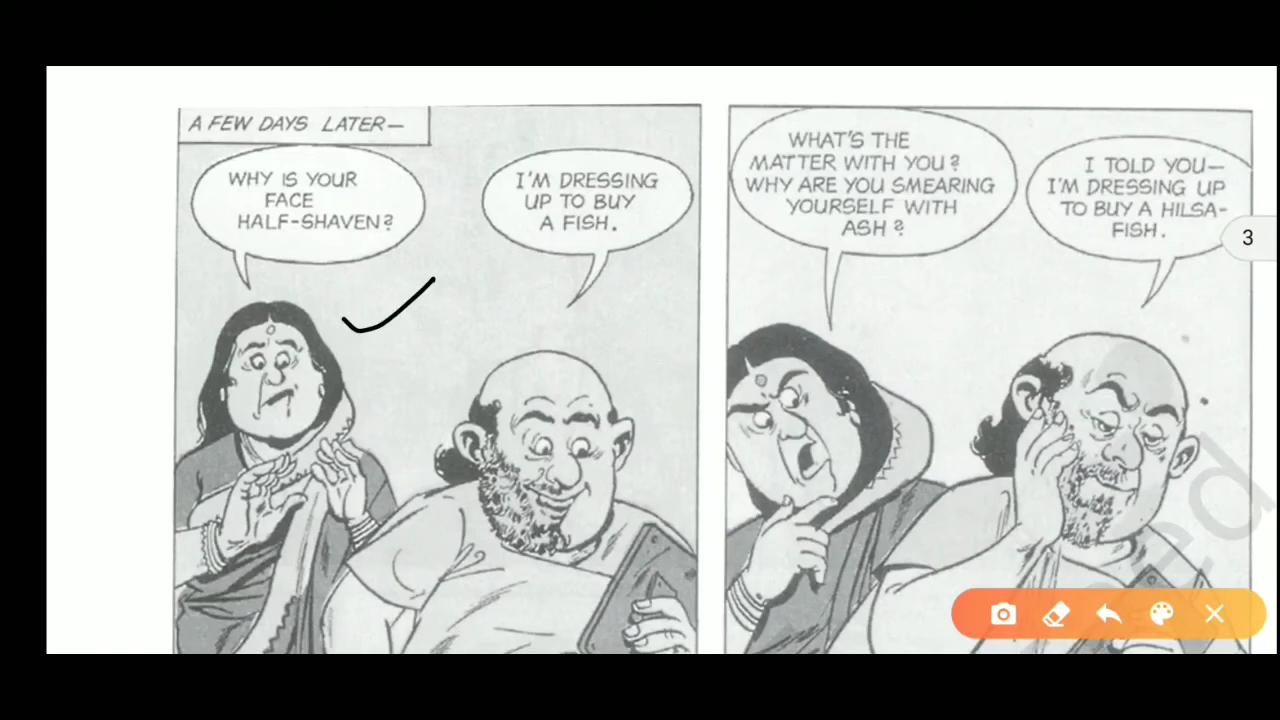 A FEW DAYS LATER—
WHY IS YOUR
FACE
HALF-SHAVEN?
I'M DRESSING
UP TO BUY
A FISH.
WHAT'S THE
MATTER WITH YOU?
WHY ARE YOU SMEARING
YOURSELF WITH
ASH?
I TOLD YOU—
I'M DRESSING UP
TO BUY A HILSA-
FISH.
3
ed